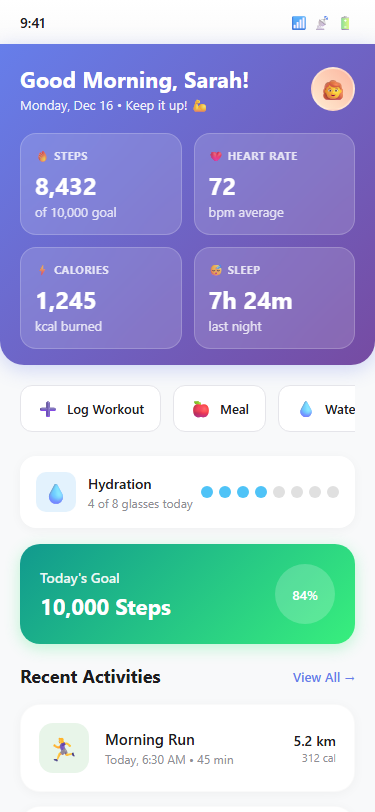 9:41
Good Morning, Sarah!
Monday, Dec 16 • Keep it up! 💪
🔥 STEPS
8,432
of 10,000 goal
💓 HEART RATE
72
bpm average
🔥 CALORIES
1,245
kcal burned
😴 SLEEP
7h 24m
last night
➕ Log Workout
🍎 Meal
💧 Wate
Hydration
4 of 8 glasses today
Today's Goal
10,000 Steps
84%
Recent Activities
View All →
Morning Run
Today, 6:30 AM • 45 min
5.2 km
312 cal